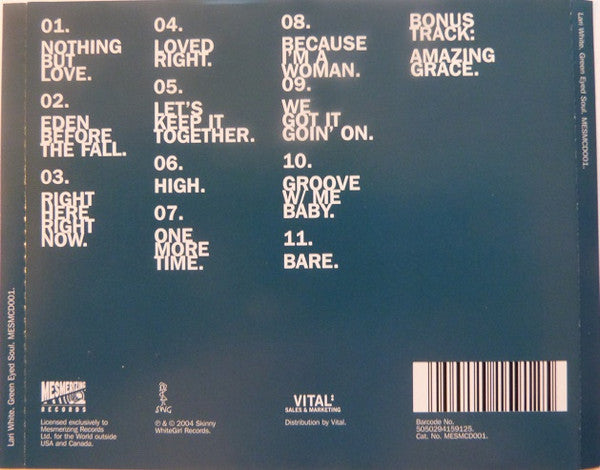 01.
NOTHING
BUT
LOVE.
02.
EDEN
BEFORE
THE FALL.
03.
RIGHT
HERE
RIGHT
NOW.
04.
LOVED
RIGHT.
05.
LET'S
KEEP IT
TOGETHER.
06.
HIGH.
07.
ONE
MORE
TIME.
08.
BECAUSE
I'M A
WOMAN.
09.
WE
GOT IT
GOIN' ON.
10.
GROOVE
W/ ME
BABY.
11.
BARE.
BONUS
TRACK:
AMAZING
GRACE.
MESMERIZING
RECORDS
Licensed exclusively to
Mesmerizing Records
Ltd. for the World outside
USA and Canada.
SWG
℗ & © 2004 Skinny
WhiteGirl Records.
VITAL:
SALES & MARKETING
Distribution by Vital.
Barcode No.
5050294159125.
Cat. No. MESMCD001.
Lari White. Green Eyed Soul. MESMCD001.
Lari White. Green Eyed Soul. MESMCD001.